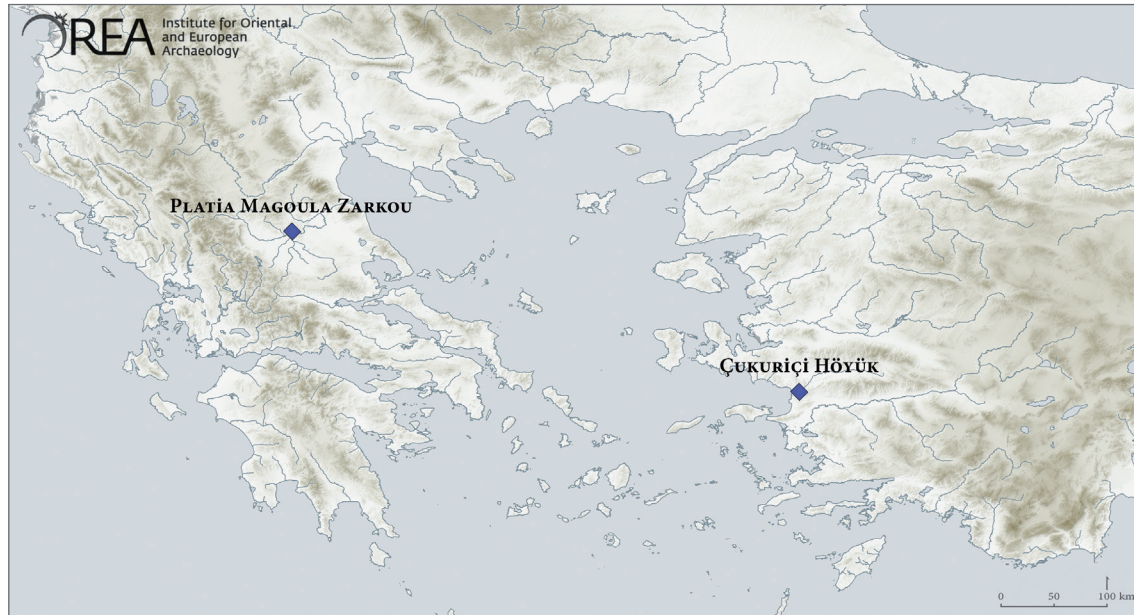 OREA Institute for Oriental
and European
Archaeology
Platia Magoula Zarkou
Çukuriçi Höyük
0 50 100 km